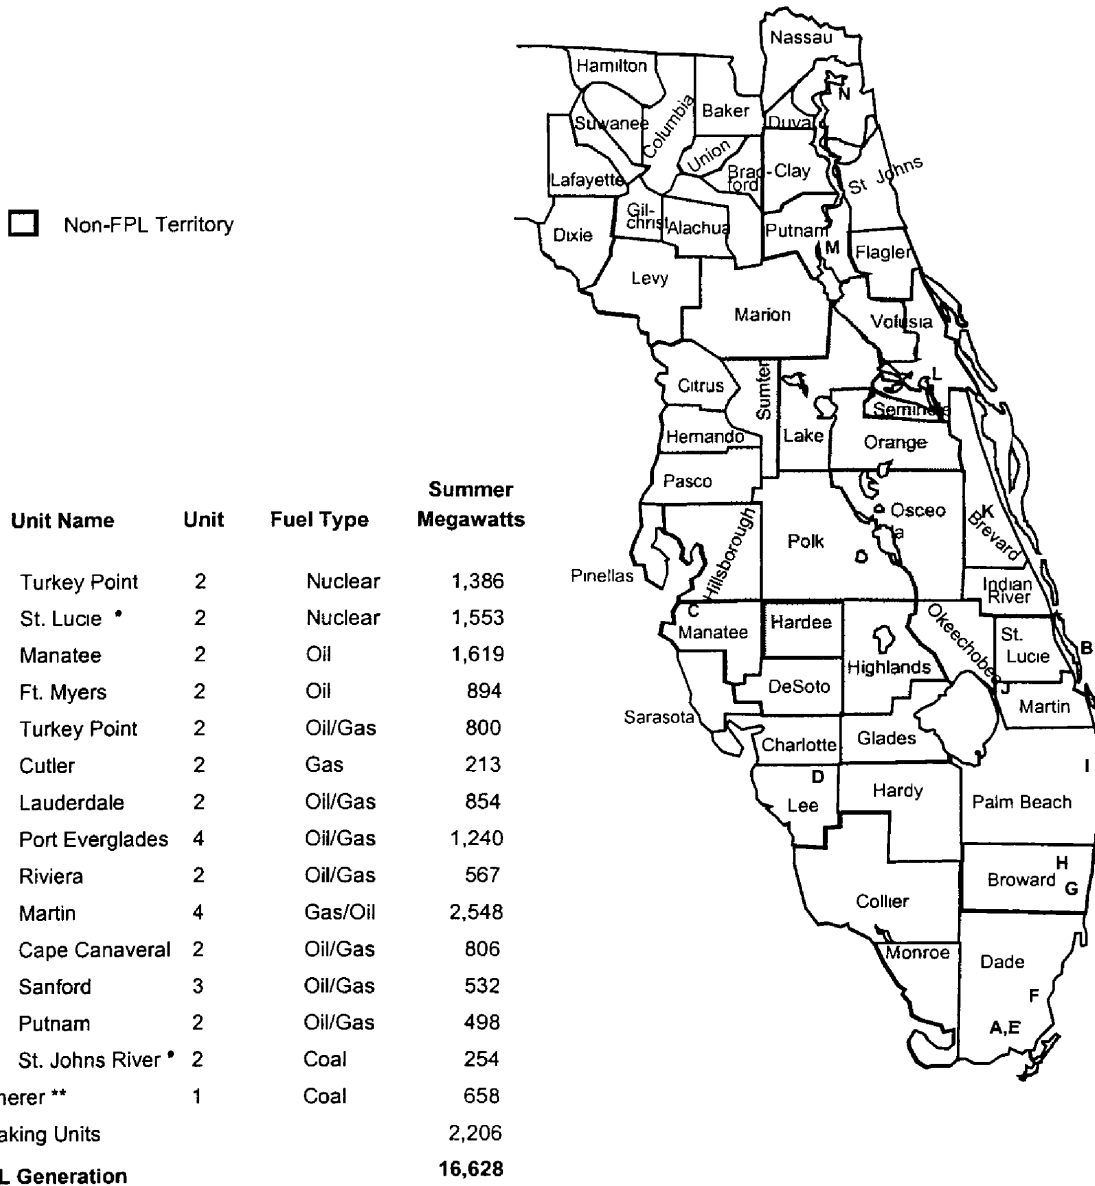 Non-FPL Territory
Summer
Unit Name Unit Fuel Type Megawatts
Turkey Point 2 Nuclear 1,386
St. Lucie * 2 Nuclear 1,553
Manatee 2 Oil 1,619
Ft. Myers 2 Oil 894
Turkey Point 2 Oil/Gas 800
Cutler 2 Gas 213
Lauderdale 2 Oil/Gas 854
Port Everglades 4 Oil/Gas 1,240
Riviera 2 Oil/Gas 567
Martin 4 Gas/Oil 2,548
Cape Canaveral 2 Oil/Gas 806
Sanford 3 Oil/Gas 532
Putnam 2 Oil/Gas 498
St. Johns River * 2 Coal 254
herer ** 1 Coal 658
aking Units 2,206
L Generation 16,628
Nassau
Hamilton
N
Columbia
Baker
Suwanee
Duva
Union
Brad-
ford
Clay
St Johns
Lafayette
Gil-
christ
Alachua
Putnam
M
Dixie
Flagler
Levy
Marion
Volusia
L
Citrus
Sumter
Seminole
Hernando
Lake
Orange
Pasco
Osceo
la
K
Brevard
Hillsborough
Polk
Pinellas
Indian
River
C
Manatee
Hardee
Okeechobee
St.
Lucie
B
Highlands
DeSoto
J
Martin
Sarasota
Charlotte
Glades
I
D
Lee
Hardy
Palm Beach
Broward
H
G
Collier
Monroe
Dade
F
A,E